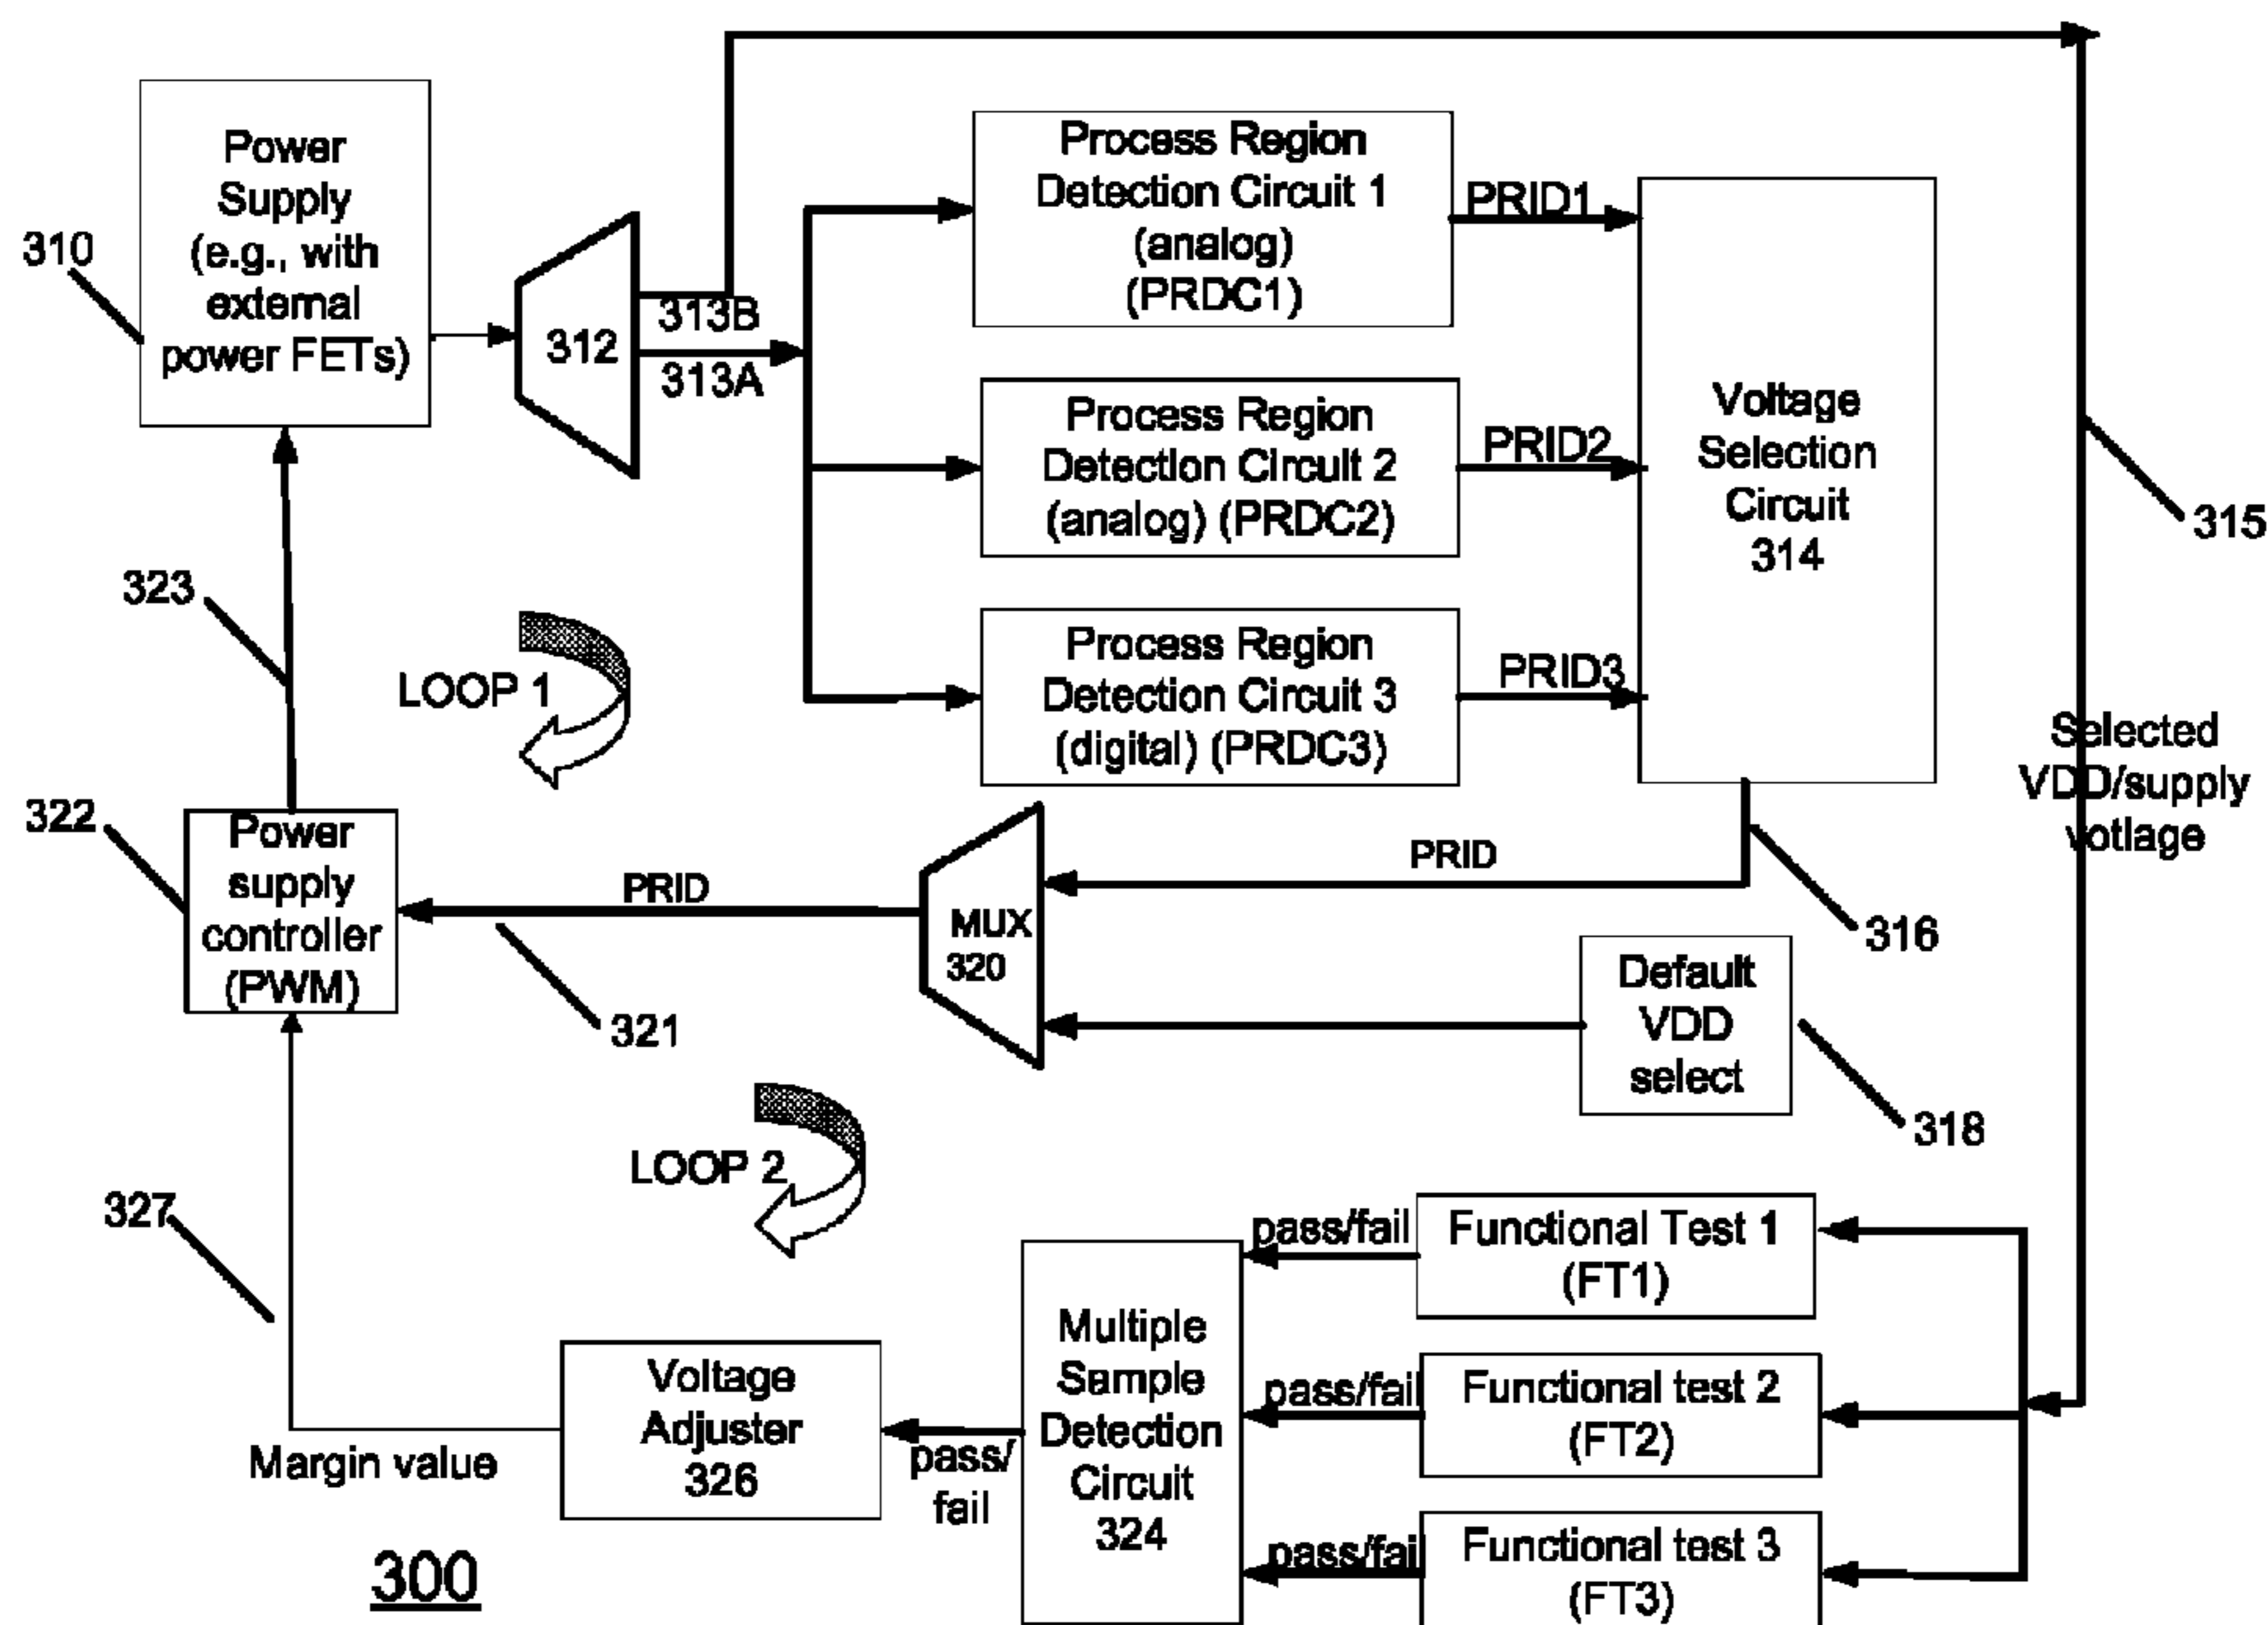 Power
Supply
(e.g., with
external
power FETs)
310
312
313B
313A
Process Region
Detection Circuit 1
(analog)
(PRDC1)
PRID1
Process Region
Detection Circuit 2
(analog) (PRDC2)
PRID2
Process Region
Detection Circuit 3
(digital) (PRDC3)
PRID3
Voltage
Selection
Circuit
314
315
Selected
VDD/supply
votlage
323
LOOP 1
322
Power
supply
controller
(PWM)
PRID
321
MUX
320
PRID
316
Default
VDD
select
318
LOOP 2
327
Margin value
Voltage
Adjuster
326
pass/
fail
Multiple
Sample
Detection
Circuit
324
pass/fail
Functional Test 1
(FT1)
pass/fail
Functional test 2
(FT2)
pass/fail
Functional test 3
(FT3)
300